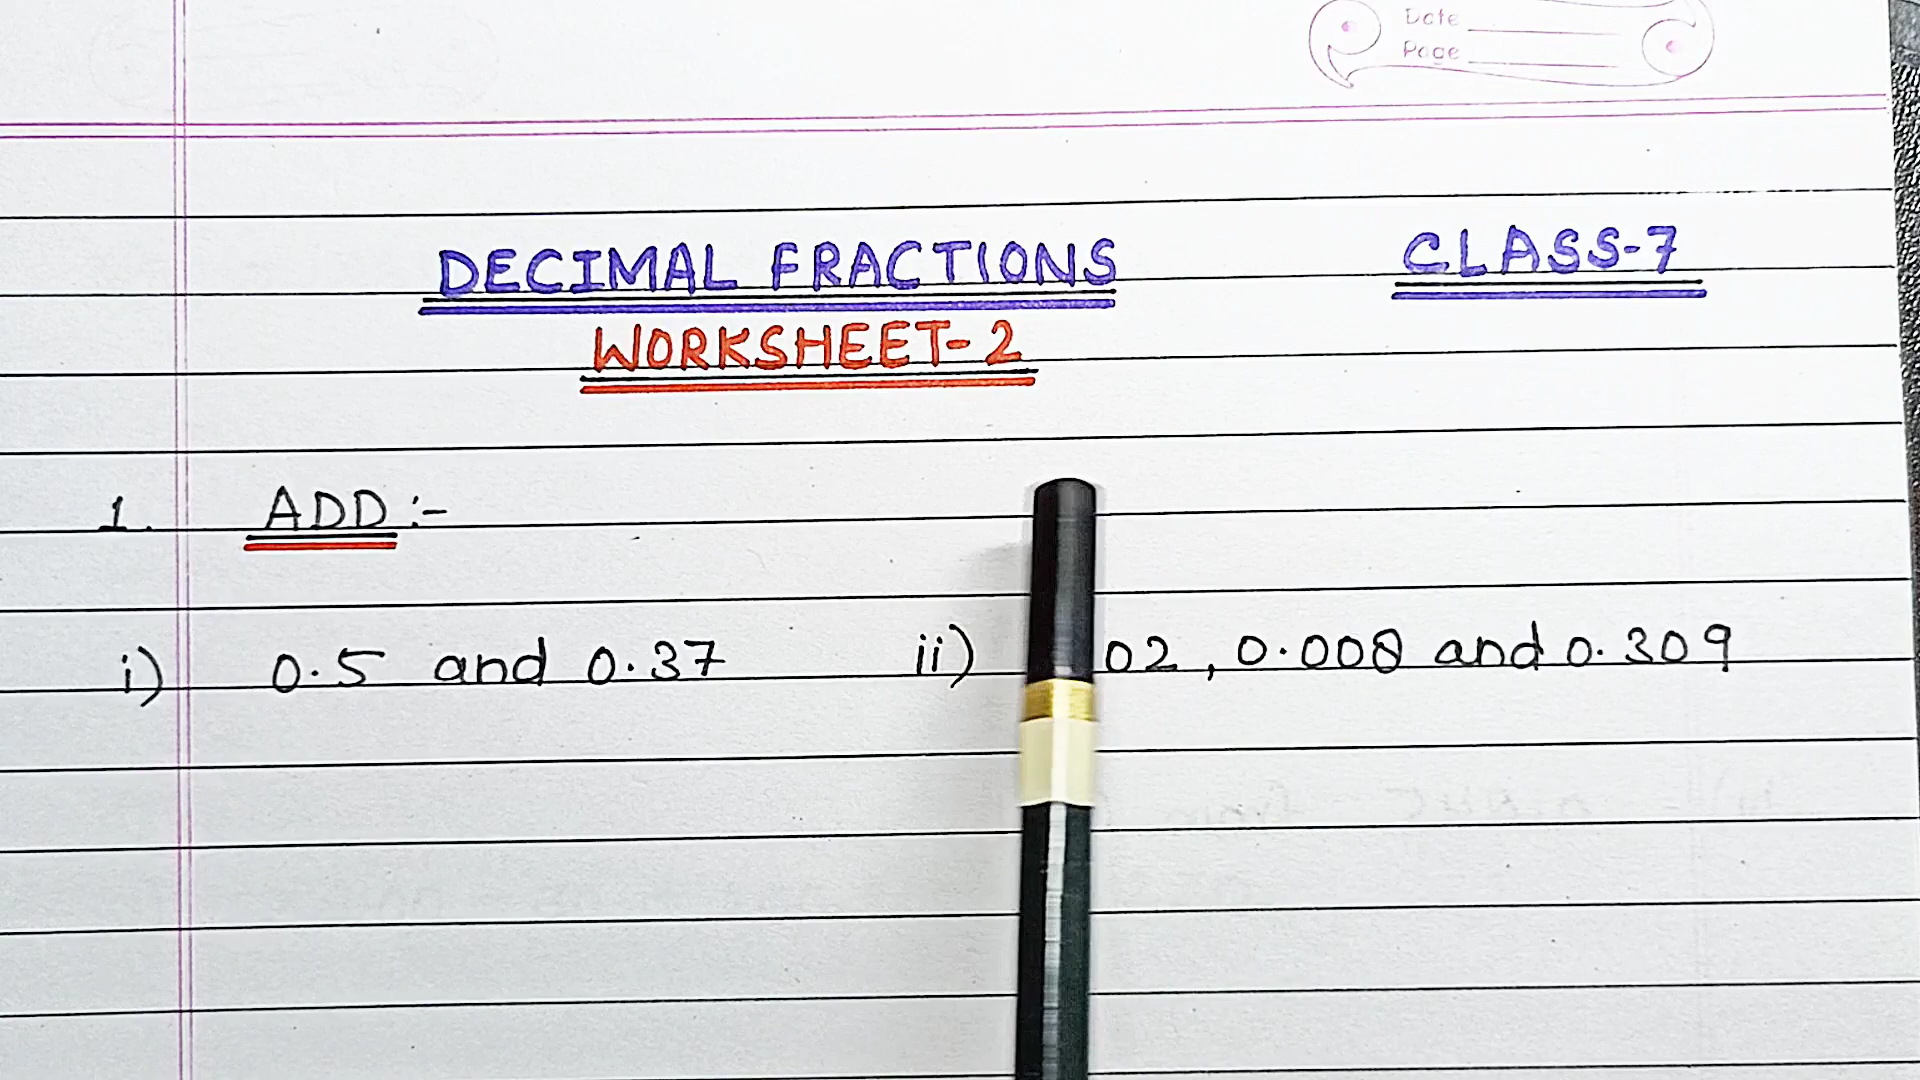 Date
Page
DECIMAL FRACTIONS CLASS-7
WORKSHEET-2
1. ADD:-
i) 0.5 and 0.37 ii) 02, 0.008 and 0.309